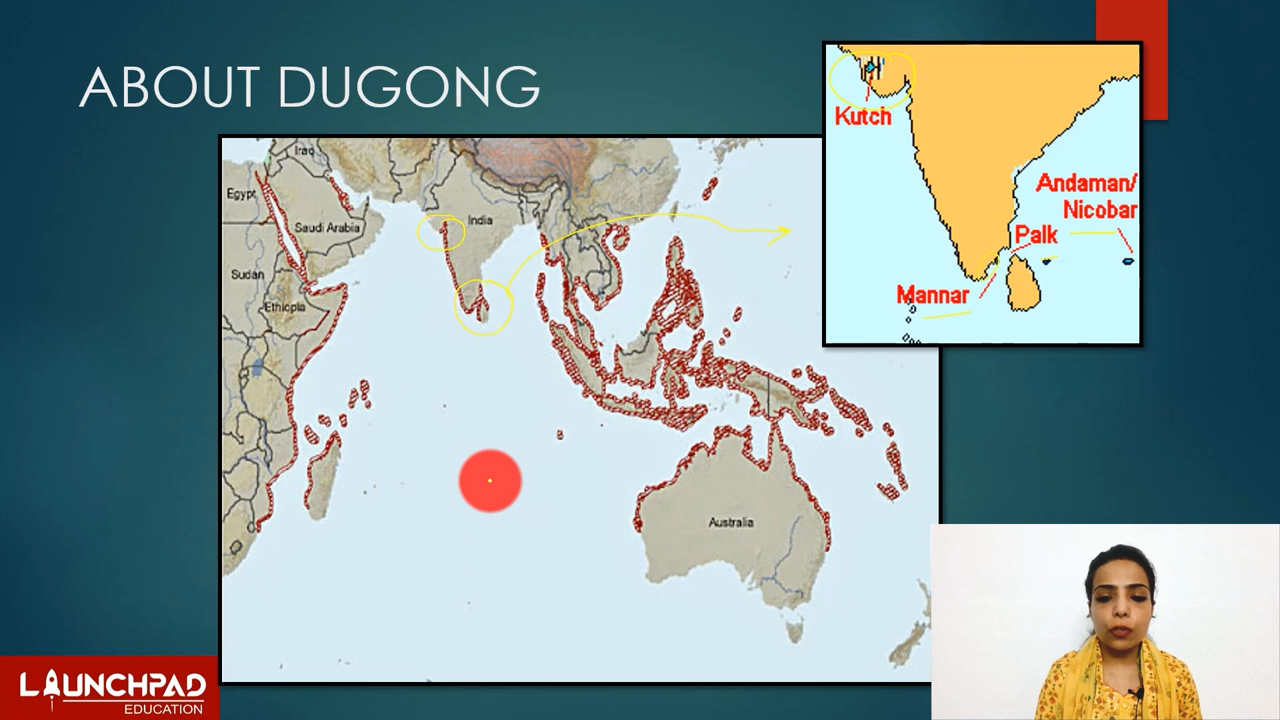 ABOUT DUGONG
Iraq
Egypt
Saudi Arabia
India
Sudan
Ethiopia
Australia
Kutch
Andaman/
Nicobar
Palk
Mannar
LAUNCHPAD
EDUCATION